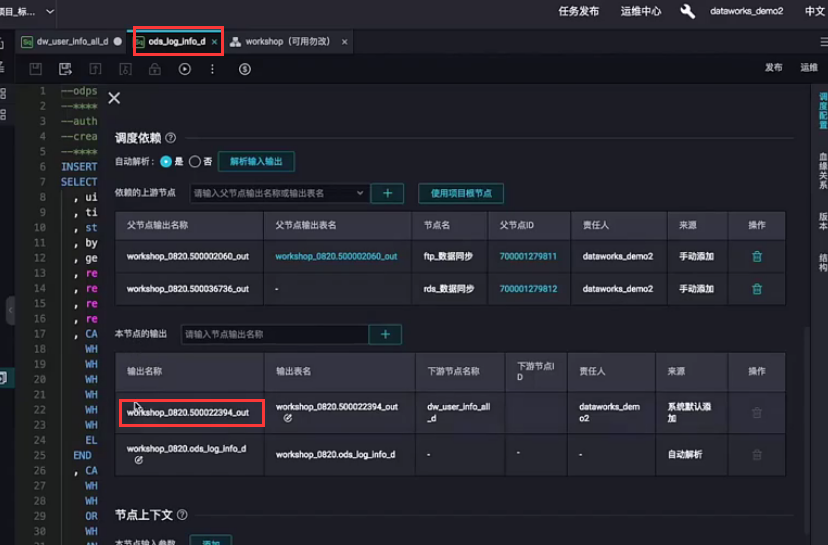 项目_标...
任务发布
运维中心
dataworks_demo2
中文
Sq dw_user_info_all_d
Sq ods_log_info_d ×
workshop（可用勿改） ×
发布
运维
1 --odps
2 --****
3 --auth
4 --crea
5 --****
6 INSERT
7 SELECT
8 , ui
9 , ti
10 , st
11 , by
12 , ge
13 , re
14 , re
15 , re
16 , re
17 , CA
18 WH
19 WH
20 WH
21 WH
22 WH
23 WH
24 EL
25 END
26 , CA
27 WH
28 WH
29 OR
30 WH
31 AN
调度依赖
自动解析： 是 否 解析输入输出
依赖的上游节点 请输入父节点输出名称或输出表名 + 使用项目根节点
父节点输出名称 父节点输出表名 节点名 父节点ID 责任人 来源 操作
workshop_0820.500002060_out workshop_0820.500002060_out ftp_数据同步 700001279811 dataworks_demo2 手动添加
workshop_0820.500036736_out - rds_数据同步 700001279812 dataworks_demo2 手动添加
本节点的输出 请输入节点输出名称 +
输出名称 输出表名 下游节点名称 下游节点I
D 责任人 来源 操作
workshop_0820.500022394_out workshop_0820.500022394_out dw_user_info_all
_d dataworks_dem
o2 系统默认添
加
workshop_0820.ods_log_info_d workshop_0820.ods_log_info_d - - - 自动解析
节点上下文
本节点输入参数 添加
调度配置
血缘关系
版本
结构